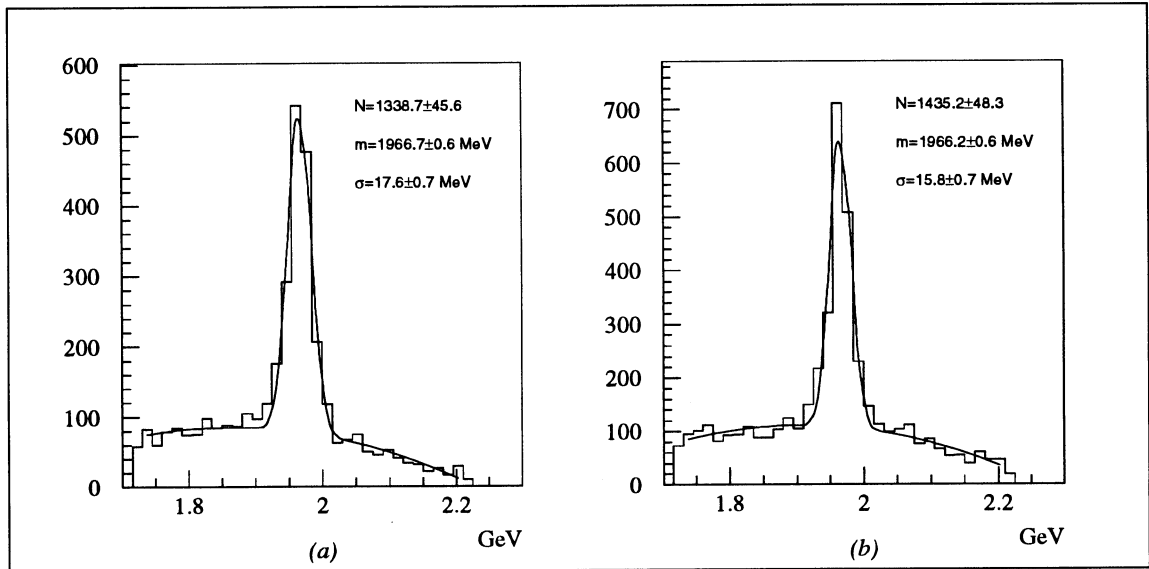 600
500
400
300
200
100
0
1.8
2
2.2
GeV
N=1338.7±45.6
m=1966.7±0.6 MeV
σ=17.6±0.7 MeV
(a)
700
600
500
400
300
200
100
0
1.8
2
2.2
GeV
N=1435.2±48.3
m=1966.2±0.6 MeV
σ=15.8±0.7 MeV
(b)